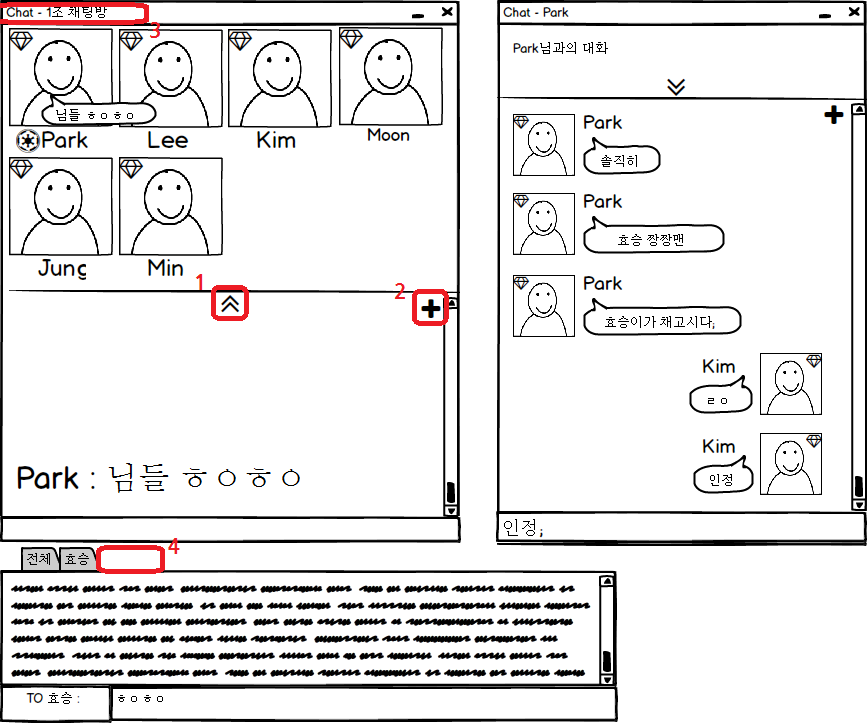 Chat - 1조 채팅방
3
님들 ㅎㅇㅎㅇ
Park
Lee
Kim
Moon
Jung
Min
1
2
Park : 님들 ㅎㅇㅎㅇ
Chat - Park
Park님과의 대화
Park
솔직히
Park
효승 짱짱맨
Park
효승이가 채고시다;
Kim
ㄹㅇ
Kim
인정
인정;
전체
효승
4
TO 효승 :
ㅎㅇㅎㅇ